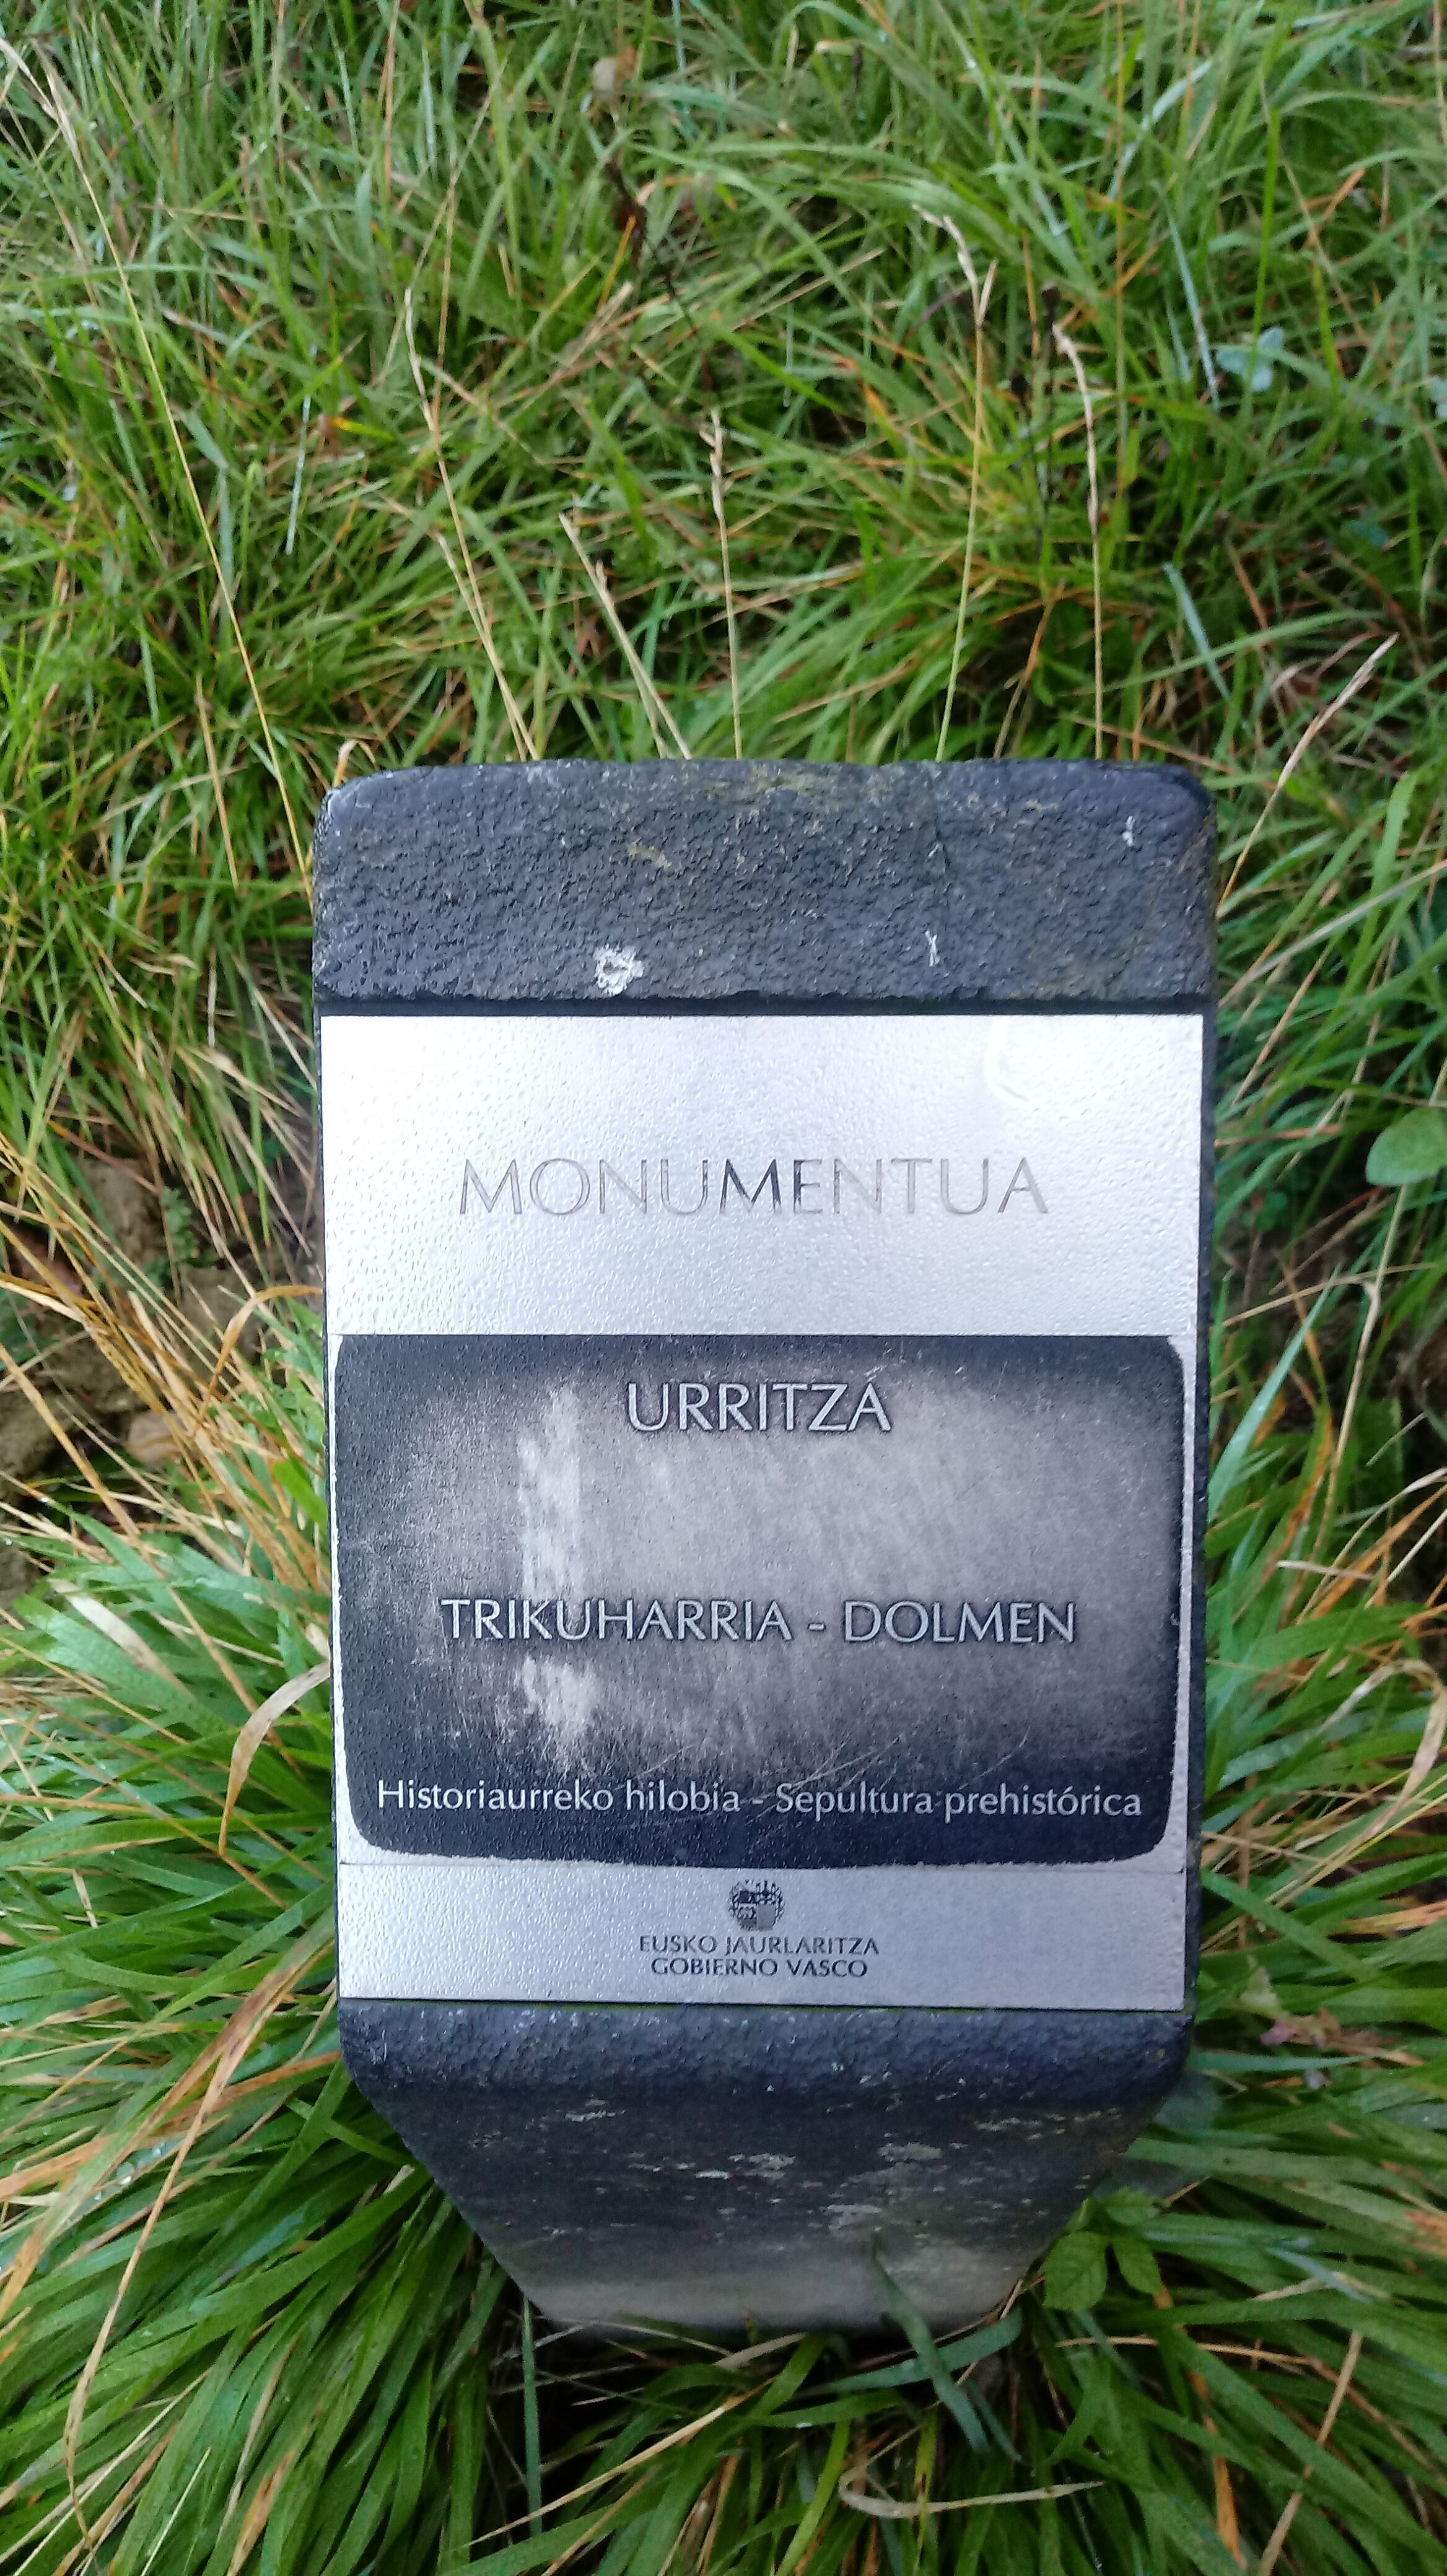 MONUMENTUA
URRITZA
TRIKUHARRIA - DOLMEN
Historiaurreko hilobia - Sepultura prehistórica
EUSKO JAURLARITZA
GOBIERNO VASCO